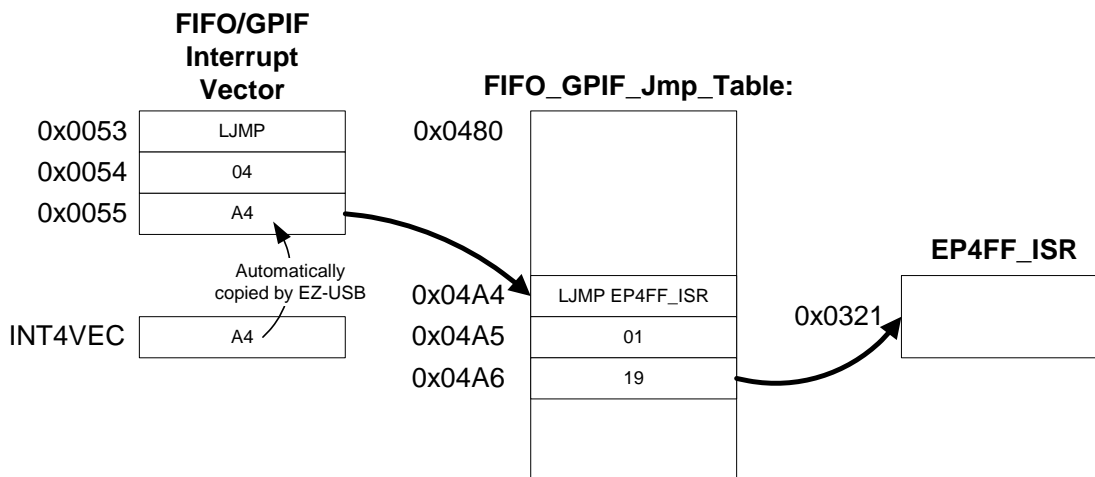 FIFO/GPIF
Interrupt
Vector
FIFO_GPIF_Jmp_Table:
0x0053
LJMP
0x0480
0x0054
04
0x0055
A4
EP4FF_ISR
Automatically
copied by EZ-USB
0x04A4
LJMP EP4FF_ISR
0x0321
INT4VEC
A4
0x04A5
01
0x04A6
19